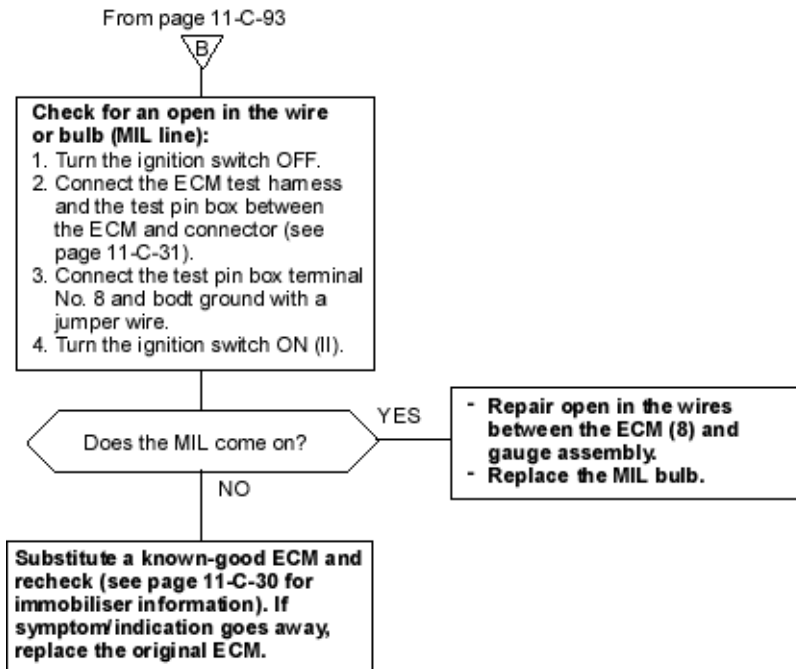 From page 11-C-93
B
Check for an open in the wire
or bulb (MIL line):
1. Turn the ignition switch OFF.
2. Connect the ECM test harness
and the test pin box between
the ECM and connector (see
page 11-C-31).
3. Connect the test pin box terminal
No. 8 and bodt ground with a
jumper wire.
4. Turn the ignition switch ON (II).
Does the MIL come on?
YES
- Repair open in the wires
between the ECM (8) and
gauge assembly.
- Replace the MIL bulb.
NO
Substitute a known-good ECM and
recheck (see page 11-C-30 for
immobiliser information). If
symptom/indication goes away,
replace the original ECM.